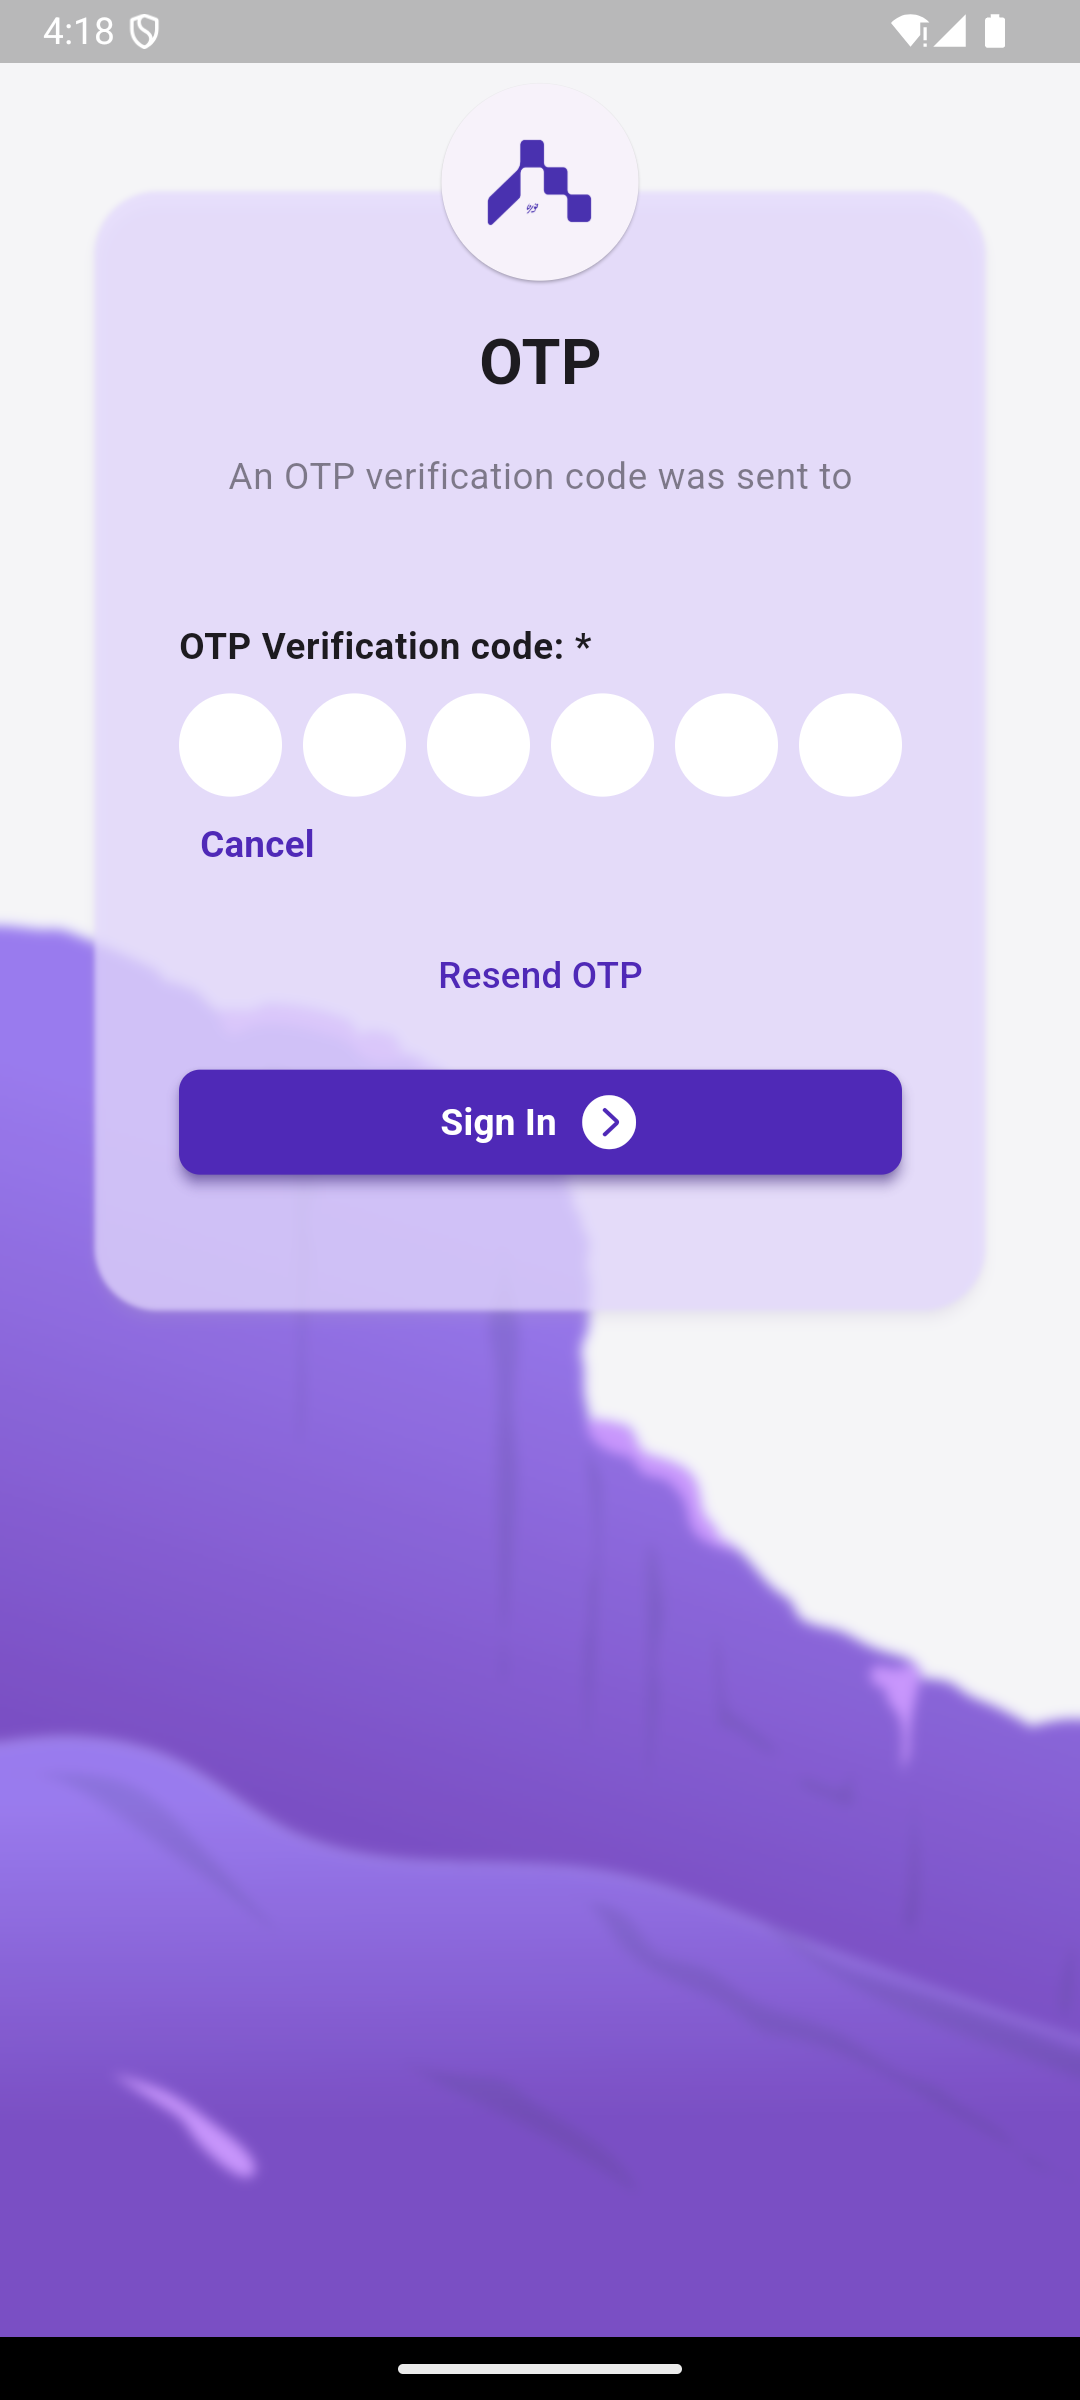 4:18
OTP
An OTP verification code was sent to
OTP Verification code: *
Cancel
Resend OTP
Sign In